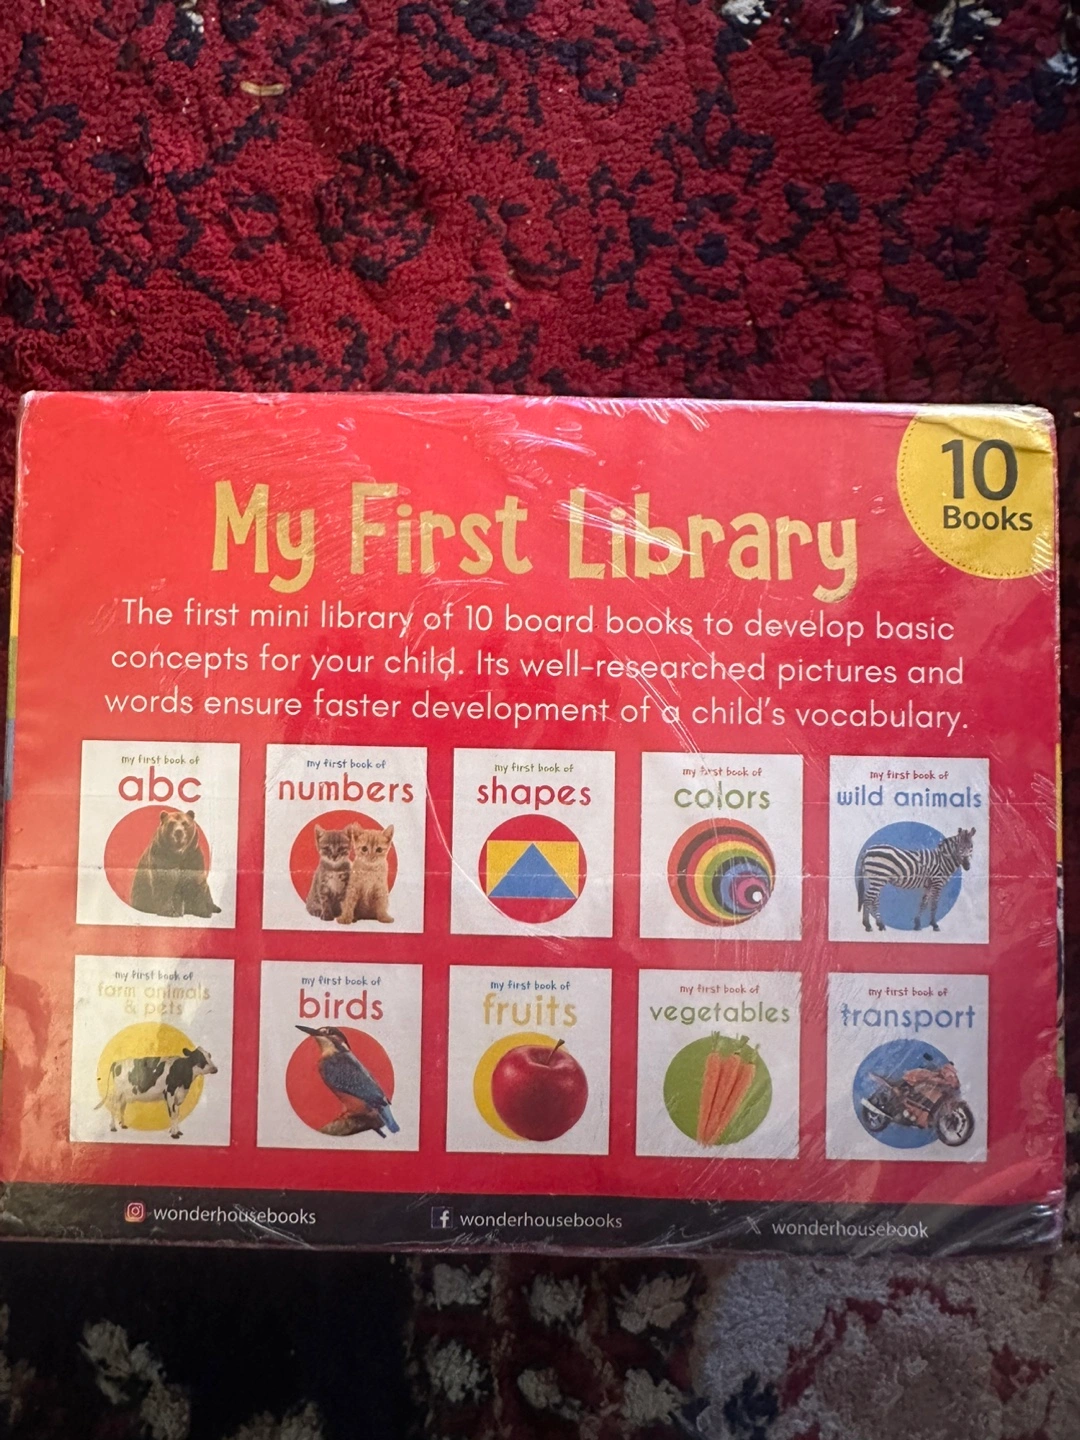 10
Books
My First Library
The first mini library of 10 board books to develop basic
concepts for your child. Its well-researched pictures and
words ensure faster development of a child's vocabulary.
my first book of
abc
my first book of
numbers
my first book of
shapes
my first book of
colors
my first book of
wild animals
my first book of
farm animals
& pets
my first book of
birds
my first book of
fruits
my first book of
vegetables
my first book of
transport
wonderhousebooks
wonderhousebooks
wonderhousebook